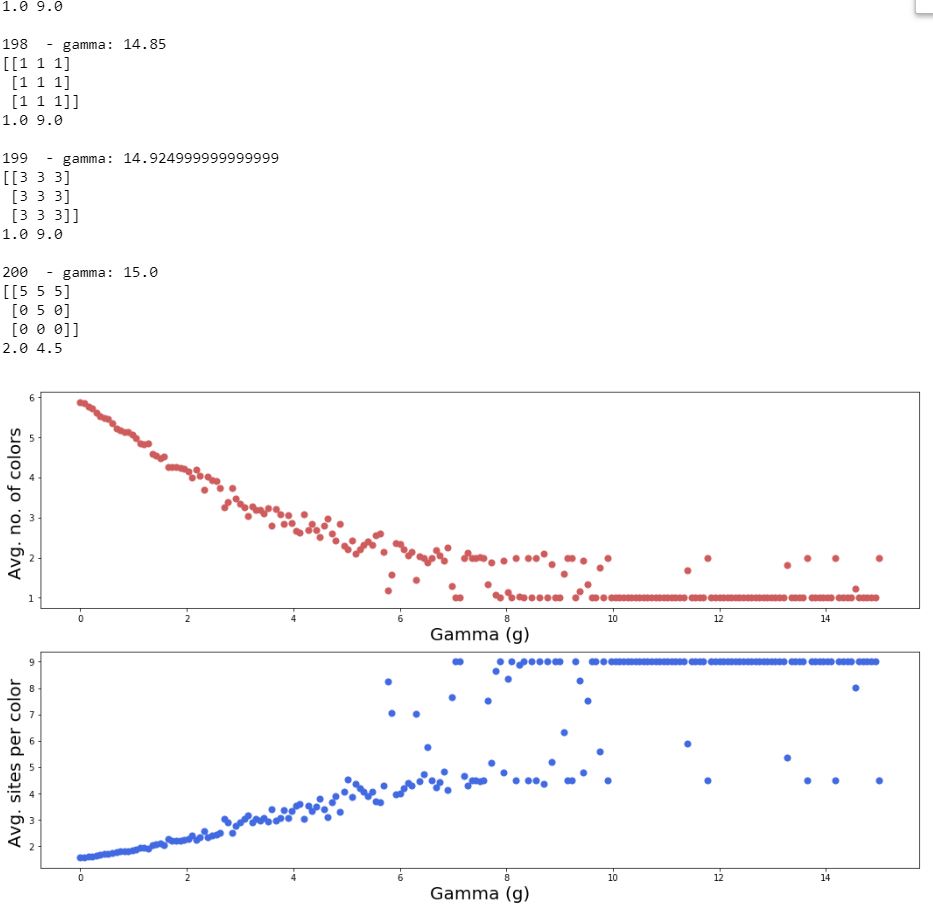 1.0 9.0
198  - gamma: 14.85
[[1 1 1]
 [1 1 1]
 [1 1 1]]
1.0 9.0
199  - gamma: 14.924999999999999
[[3 3 3]
 [3 3 3]
 [3 3 3]]
1.0 9.0
200  - gamma: 15.0
[[5 5 5]
 [0 5 0]
 [0 0 0]]
2.0 4.5
Avg. no. of colors
6
5
4
3
2
1
0 2 4 6 8 10 12 14
Gamma (g)
Avg. sites per color
9
8
7
6
5
4
3
2
0 2 4 6 8 10 12 14
Gamma (g)